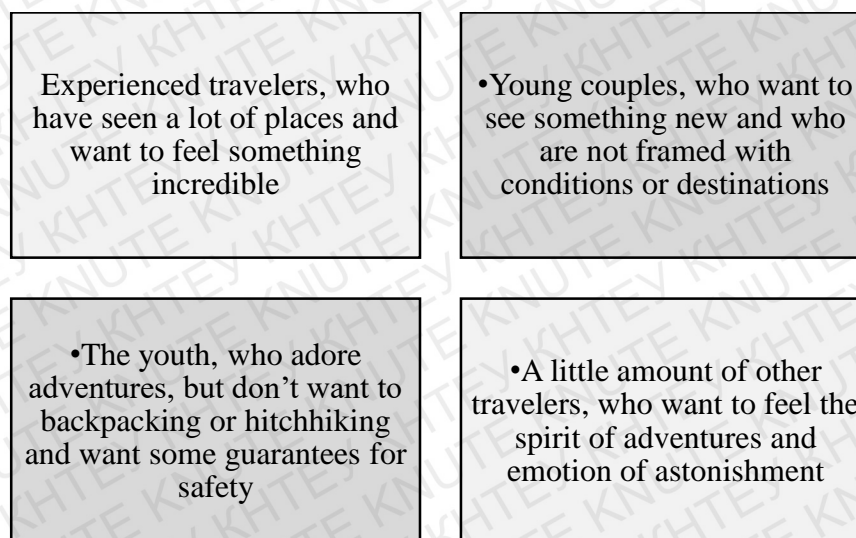 Experienced travelers, who
have seen a lot of places and
want to feel something
incredible
•Young couples, who want to
see something new and who
are not framed with
conditions or destinations
•The youth, who adore
adventures, but don’t want to
backpacking or hitchhiking
and want some guarantees for
safety
•A little amount of other
travelers, who want to feel the
spirit of adventures and
emotion of astonishment